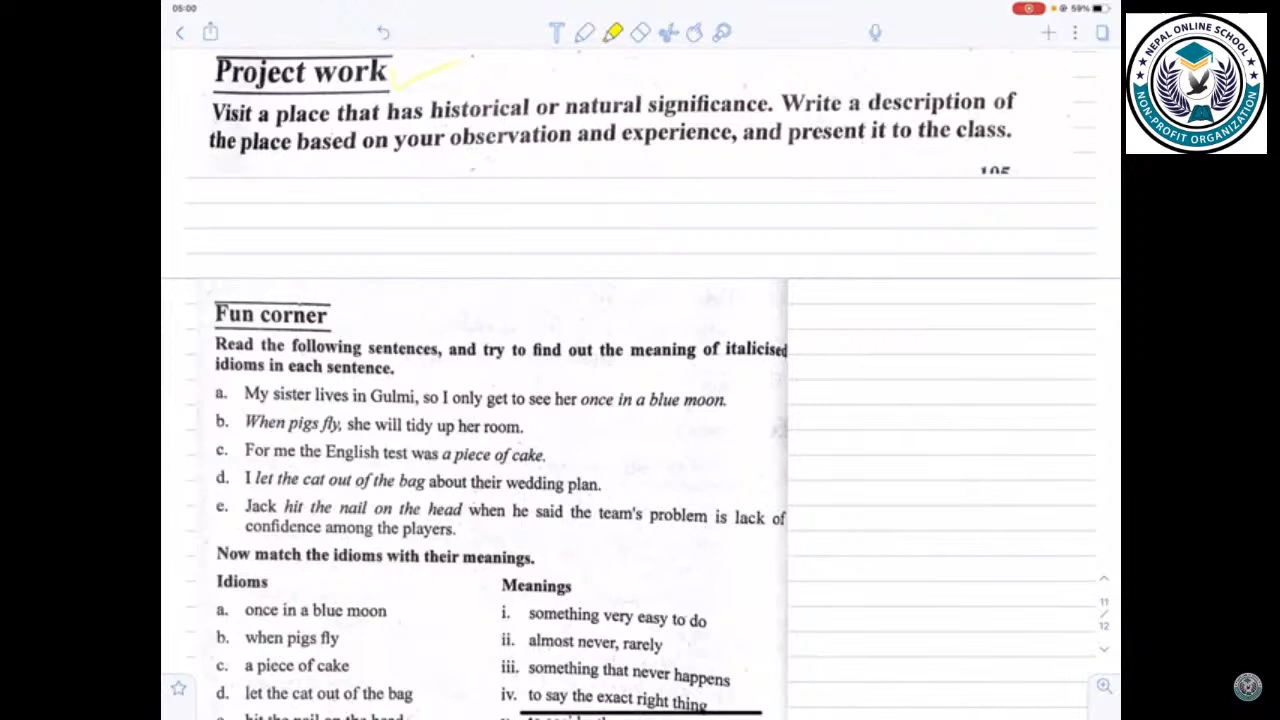 05:00
59%
NEPAL ONLINE SCHOOL
NON-PROFIT ORGANIZATION
Project work
Visit a place that has historical or natural significance. Write a description of
the place based on your observation and experience, and present it to the class.
Fun corner
Read the following sentences, and try to find out the meaning of italicised
idioms in each sentence.
a. My sister lives in Gulmi, so I only get to see her once in a blue moon.
b. When pigs fly, she will tidy up her room.
c. For me the English test was a piece of cake.
d. I let the cat out of the bag about their wedding plan.
e. Jack hit the nail on the head when he said the team's problem is lack of
confidence among the players.
Now match the idioms with their meanings.
Idioms Meanings
a. once in a blue moon i. something very easy to do
b. when pigs fly ii. almost never, rarely
c. a piece of cake iii. something that never happens
d. let the cat out of the bag iv. to say the exact right thing
11
12